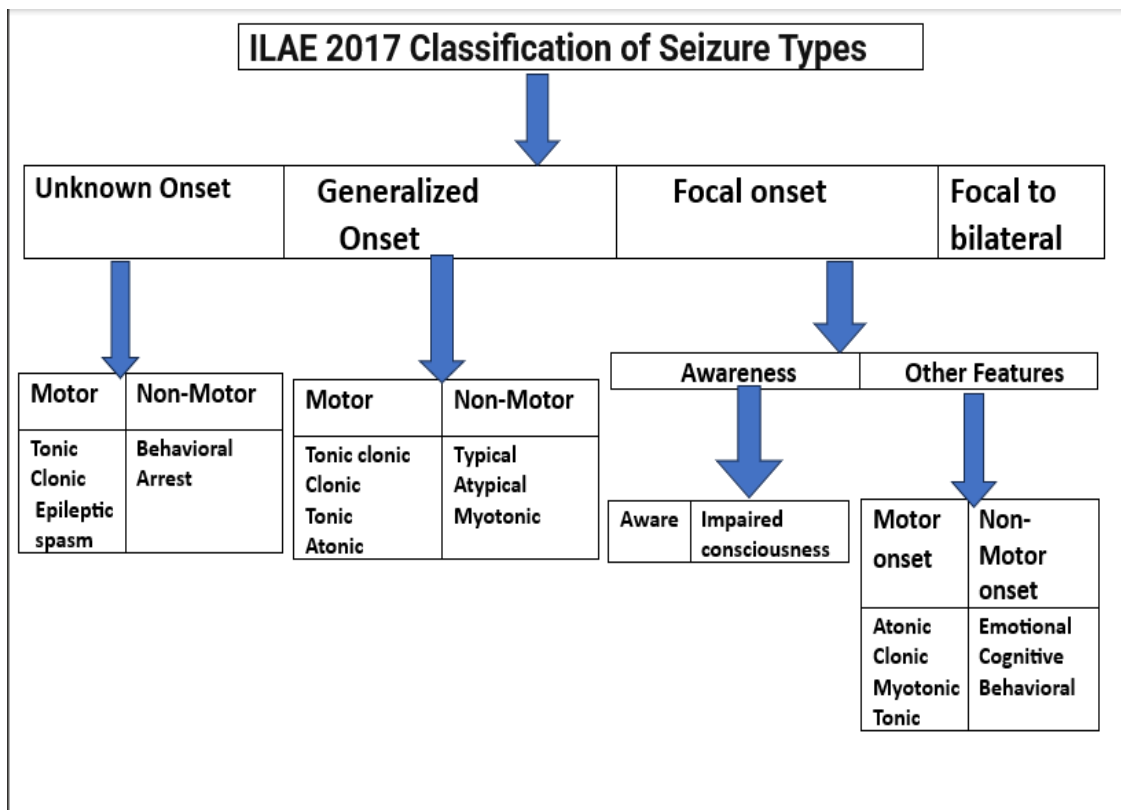 ILAE 2017 Classification of Seizure Types
Unknown Onset
Generalized
Onset
Focal onset
Focal to
bilateral
Motor
Non-Motor
Tonic
Clonic
Epileptic
spasm
Behavioral
Arrest
Motor
Non-Motor
Tonic clonic
Clonic
Tonic
Atonic
Typical
Atypical
Myotonic
Awareness
Other Features
Aware
Impaired
consciousness
Motor
onset
Non-
Motor
onset
Atonic
Clonic
Myotonic
Tonic
Emotional
Cognitive
Behavioral